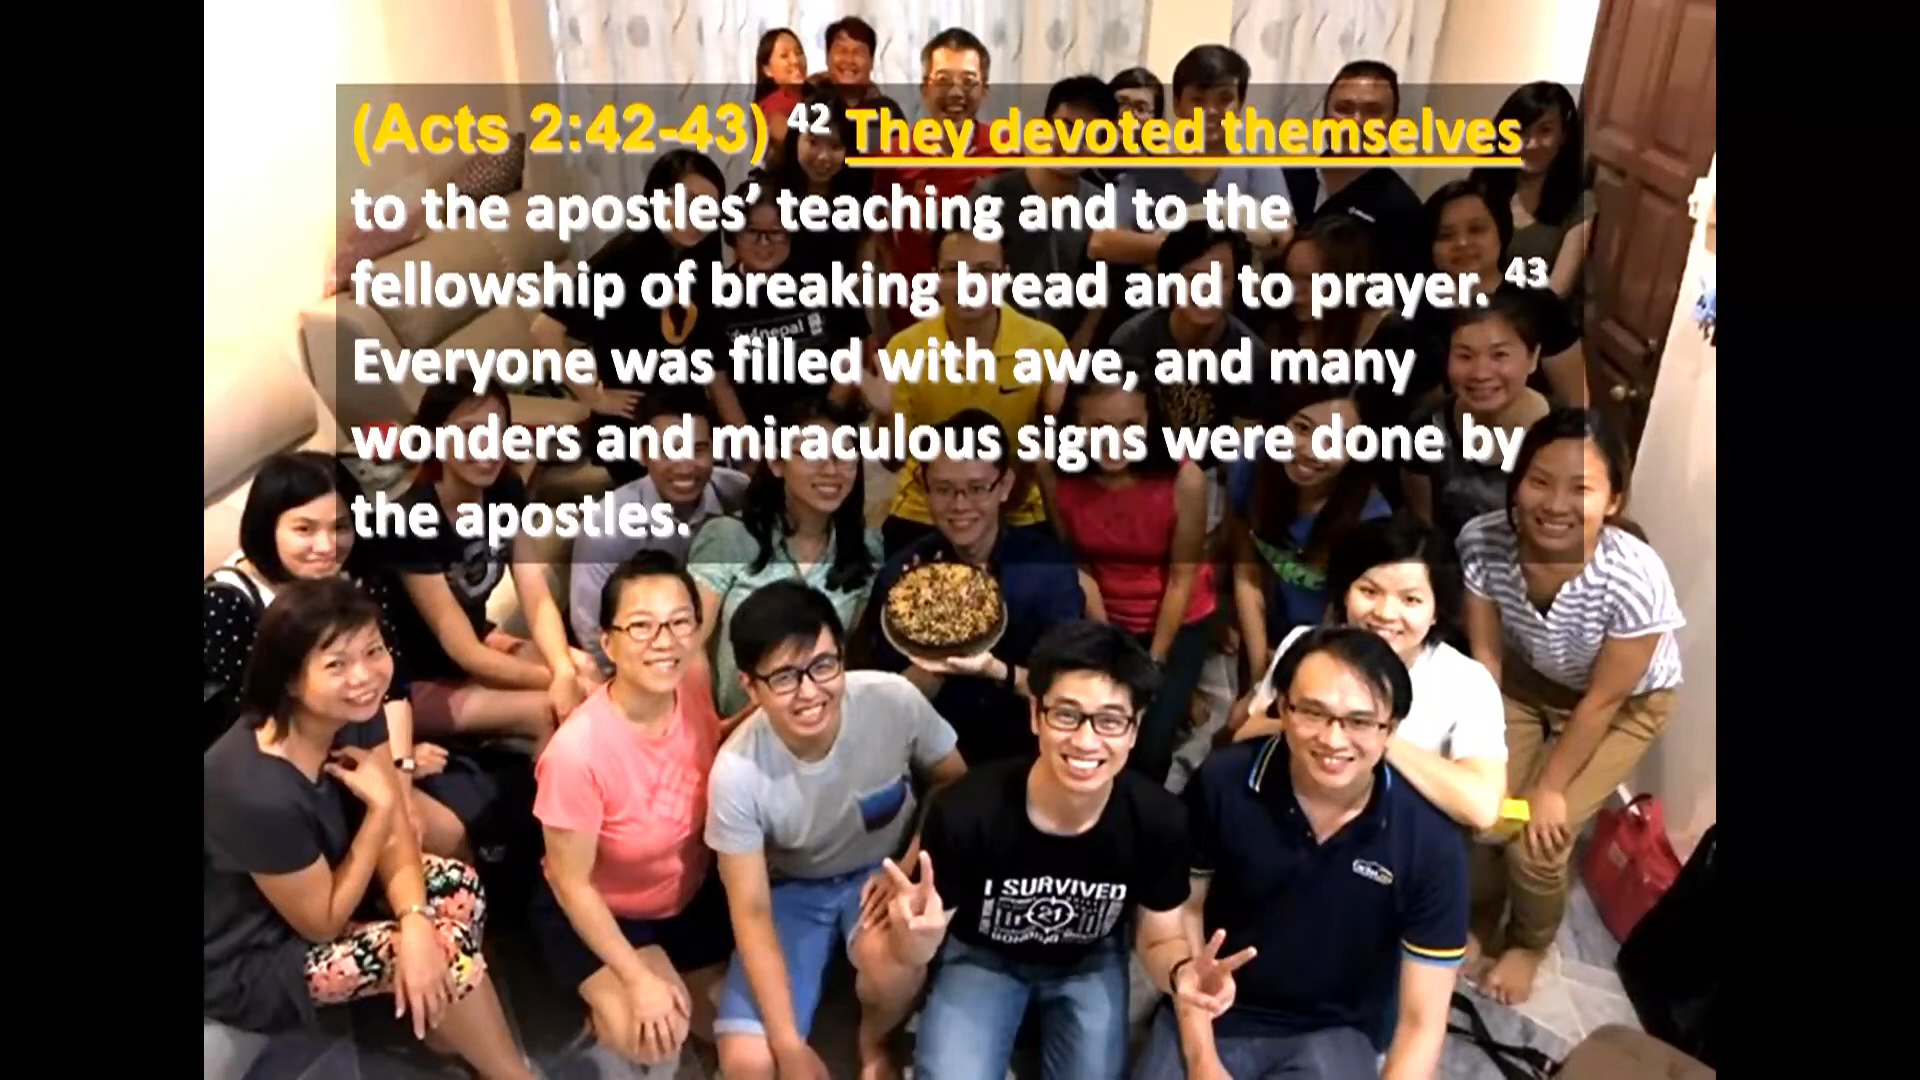 (Acts 2:42-43) 42 They devoted themselves
to the apostles’ teaching and to the
fellowship of breaking bread and to prayer. 43
Everyone was filled with awe, and many
wonders and miraculous signs were done by
the apostles.
nepal
I SURVIVED
21